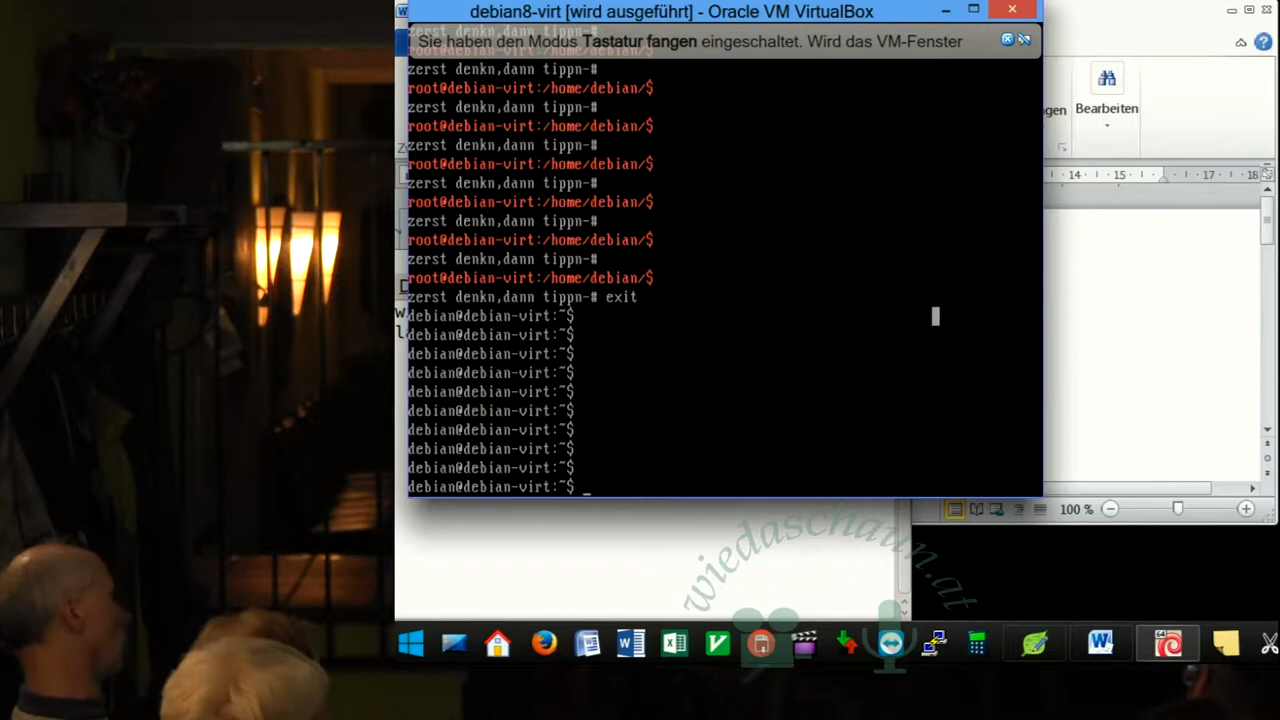 debian8-virt [wird ausgeführt] - Oracle VM VirtualBox
Sie haben den Modus Tastatur fangen eingeschaltet. Wird das VM-Fenster
zerst denkn,dann tippn-#
root@debian-virt:/home/debian/$
zerst denkn,dann tippn-#
root@debian-virt:/home/debian/$
zerst denkn,dann tippn-#
root@debian-virt:/home/debian/$
zerst denkn,dann tippn-#
root@debian-virt:/home/debian/$
zerst denkn,dann tippn-#
root@debian-virt:/home/debian/$
zerst denkn,dann tippn-#
root@debian-virt:/home/debian/$
zerst denkn,dann tippn-# exit
debian@debian-virt:~$
debian@debian-virt:~$
debian@debian-virt:~$
debian@debian-virt:~$
debian@debian-virt:~$
debian@debian-virt:~$
debian@debian-virt:~$
debian@debian-virt:~$
debian@debian-virt:~$
debian@debian-virt:~$ _
Bearbeiten
14 15 17 18
100 %
wiedaschaun.at